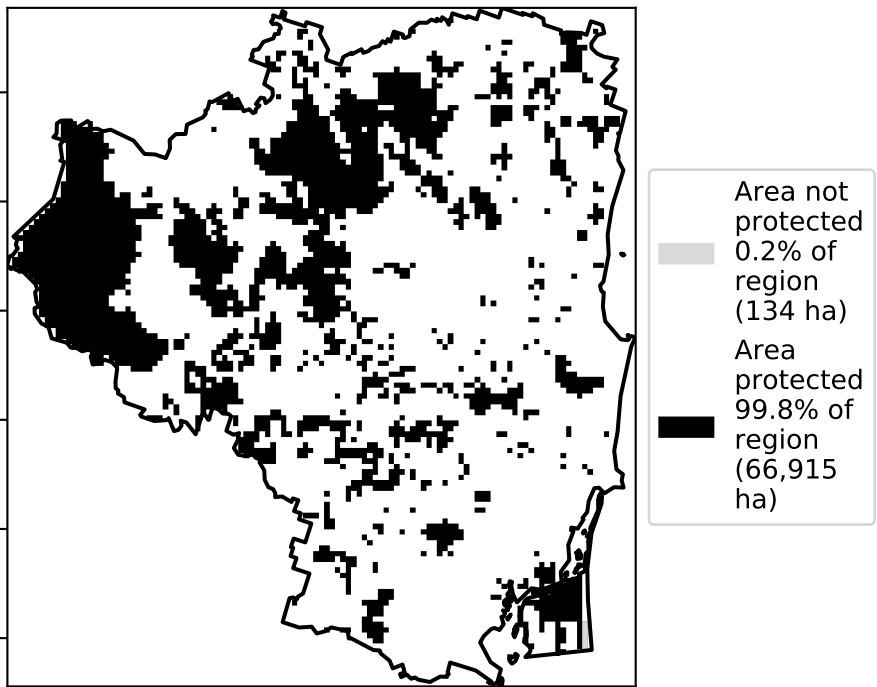 Area not
protected
0.2% of
region
(134 ha)
Area
protected
99.8% of
region
(66,915
ha)